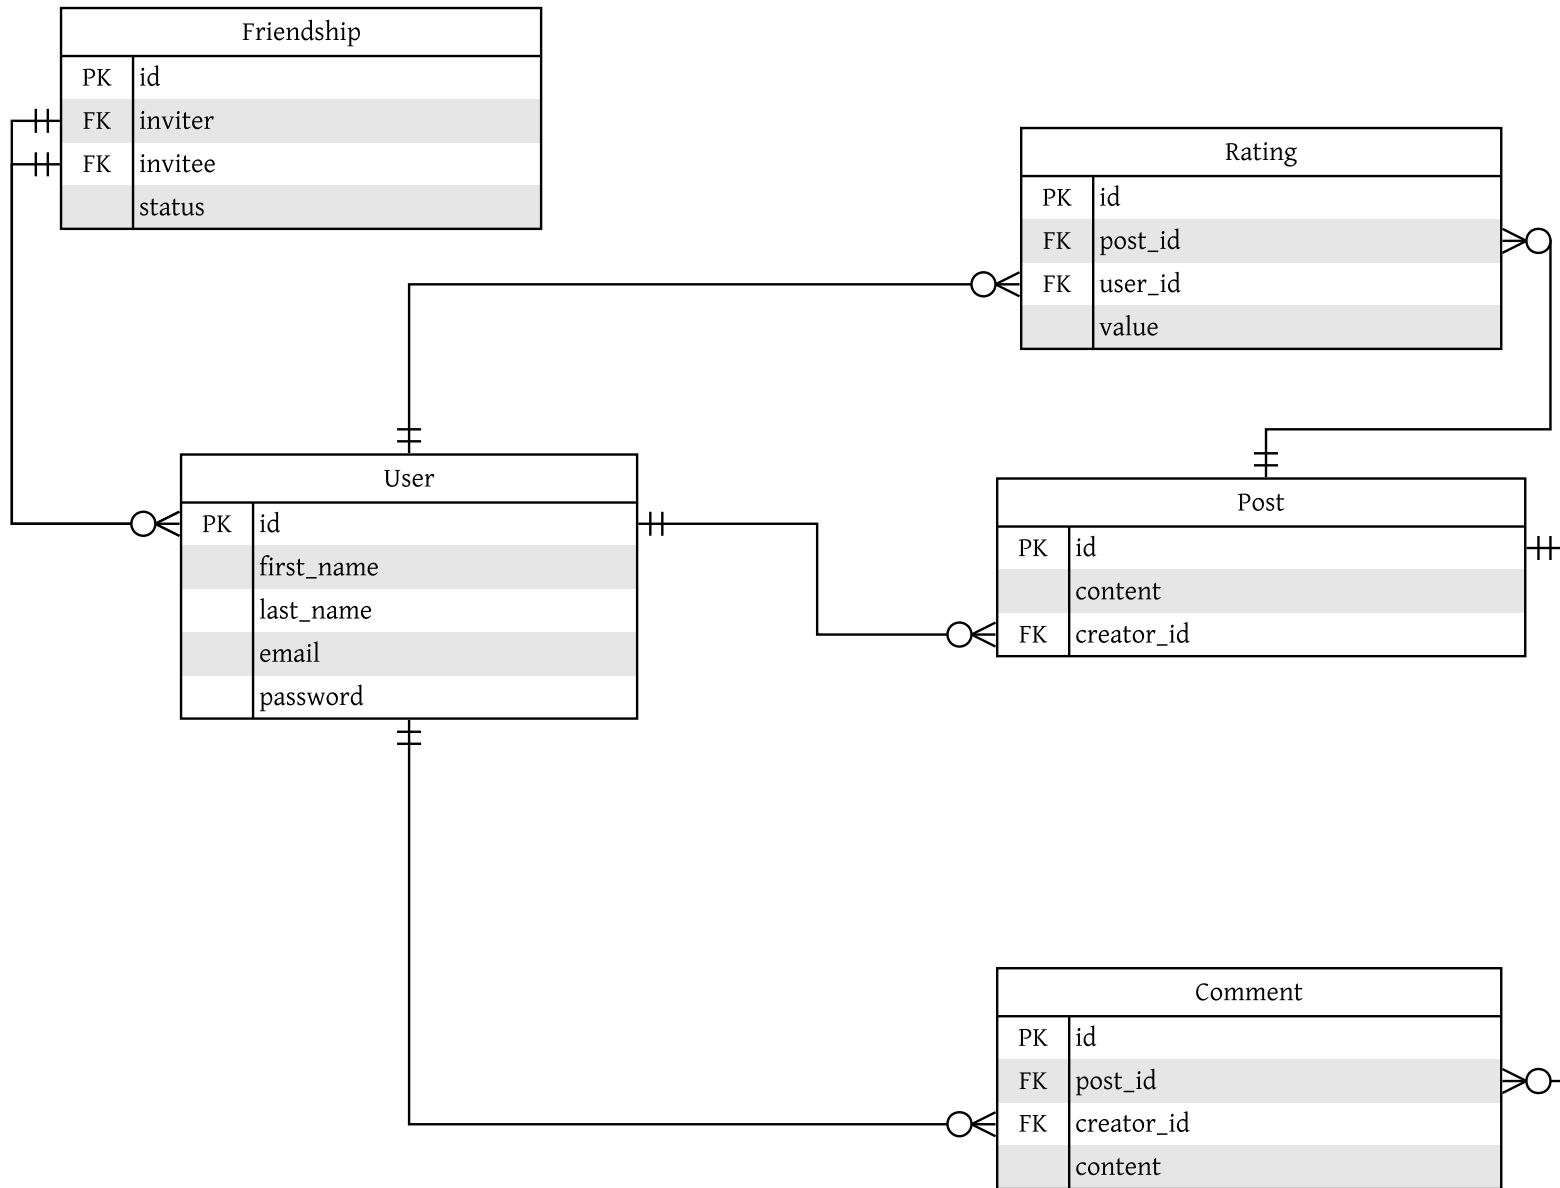 Friendship
PK id
FK inviter
FK invitee
status
Rating
PK id
FK post_id
FK user_id
value
User
PK id
first_name
last_name
email
password
Post
PK id
content
FK creator_id
Comment
PK id
FK post_id
FK creator_id
content